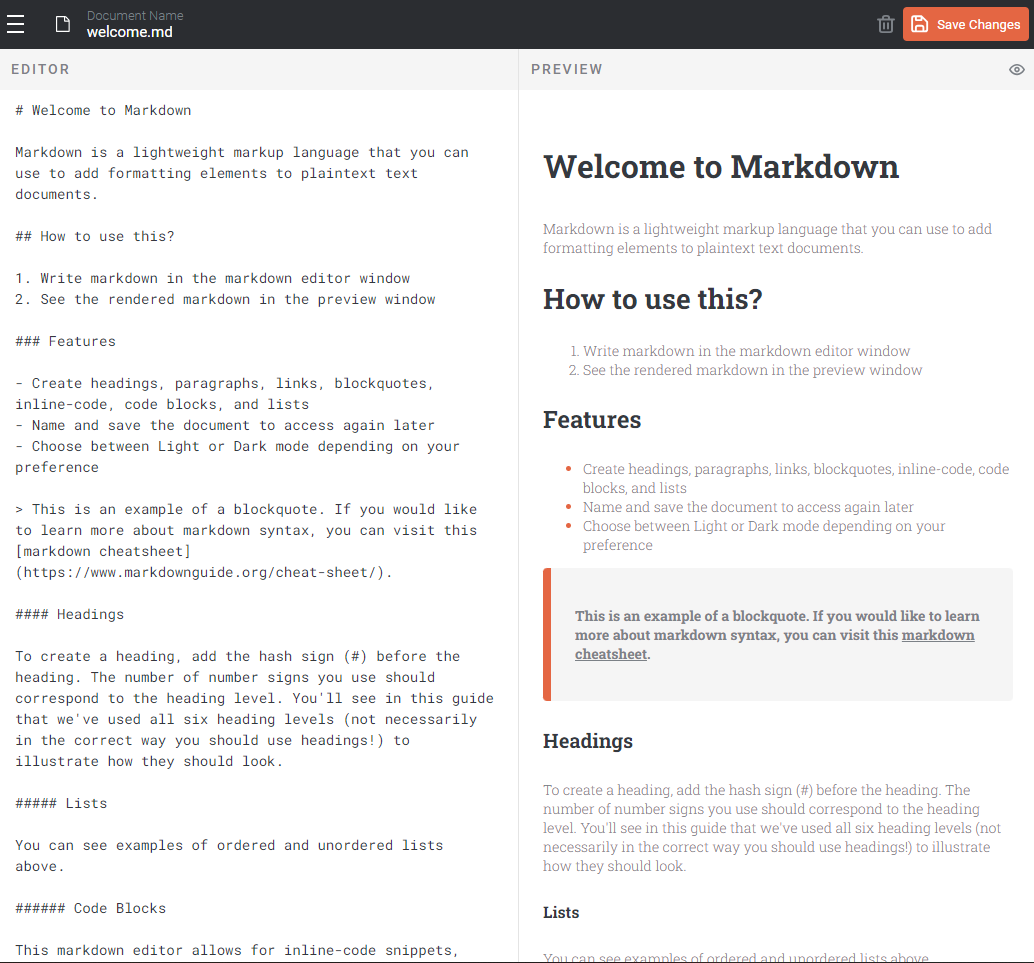 Document Name
welcome.md
Save Changes
EDITOR
# Welcome to Markdown
Markdown is a lightweight markup language that you can
use to add formatting elements to plaintext text
documents.
## How to use this?
1. Write markdown in the markdown editor window
2. See the rendered markdown in the preview window
### Features
- Create headings, paragraphs, links, blockquotes,
inline-code, code blocks, and lists
- Name and save the document to access again later
- Choose between Light or Dark mode depending on your
preference
> This is an example of a blockquote. If you would like
to learn more about markdown syntax, you can visit this
[markdown cheatsheet]
(https://www.markdownguide.org/cheat-sheet/).
#### Headings
To create a heading, add the hash sign (#) before the
heading. The number of number signs you use should
correspond to the heading level. You'll see in this guide
that we've used all six heading levels (not necessarily
in the correct way you should use headings!) to
illustrate how they should look.
##### Lists
You can see examples of ordered and unordered lists
above.
###### Code Blocks
This markdown editor allows for inline-code snippets,
PREVIEW
Welcome to Markdown
Markdown is a lightweight markup language that you can use to add
formatting elements to plaintext text documents.
How to use this?
1. Write markdown in the markdown editor window
2. See the rendered markdown in the preview window
Features
• Create headings, paragraphs, links, blockquotes, inline-code, code
blocks, and lists
• Name and save the document to access again later
• Choose between Light or Dark mode depending on your
preference
This is an example of a blockquote. If you would like to learn
more about markdown syntax, you can visit this markdown
cheatsheet.
Headings
To create a heading, add the hash sign (#) before the heading. The
number of number signs you use should correspond to the heading
level. You'll see in this guide that we've used all six heading levels (not
necessarily in the correct way you should use headings!) to illustrate
how they should look.
Lists
You can see examples of ordered and unordered lists above.